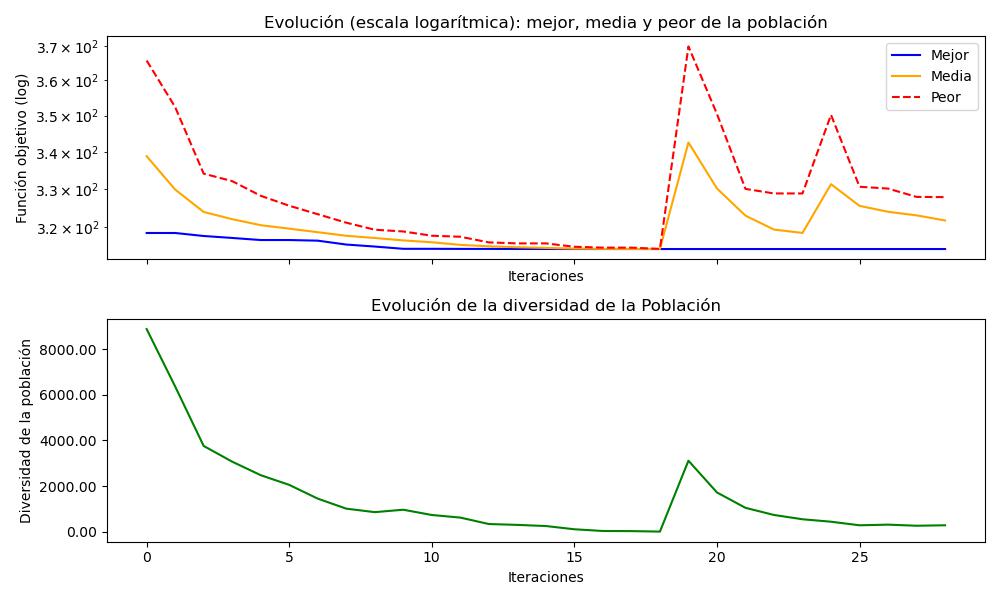 Evolución (escala logarítmica): mejor, media y peor de la población
Función objetivo (log)
3.7 × 10²
3.6 × 10²
3.5 × 10²
3.4 × 10²
3.3 × 10²
3.2 × 10²
Mejor
Media
Peor
Iteraciones
Evolución de la diversidad de la Población
Diversidad de la población
8000.00
6000.00
4000.00
2000.00
0.00
0 5 10 15 20 25
Iteraciones